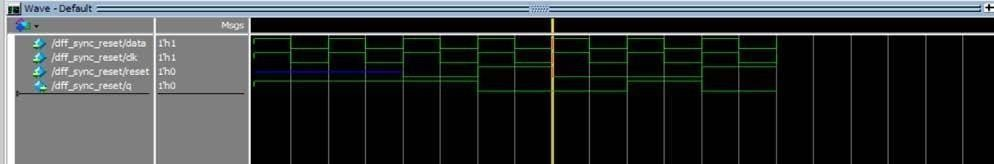 Wave - Default
Msgs
/dff_sync_reset/data 1'h1
/dff_sync_reset/clk 1'h1
/dff_sync_reset/reset 1'h0
/dff_sync_reset/q 1'h0